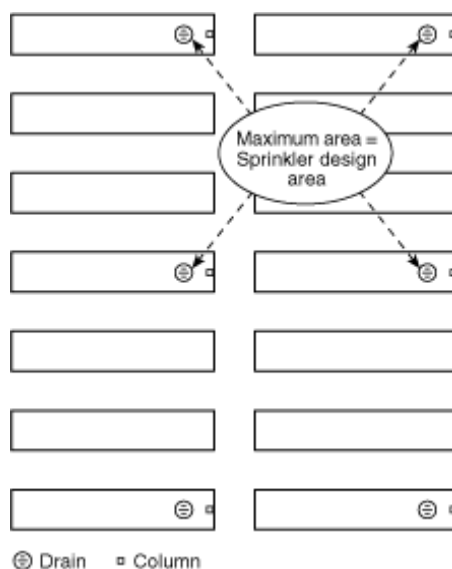 Maximum area =
Sprinkler design
area
Drain
Column